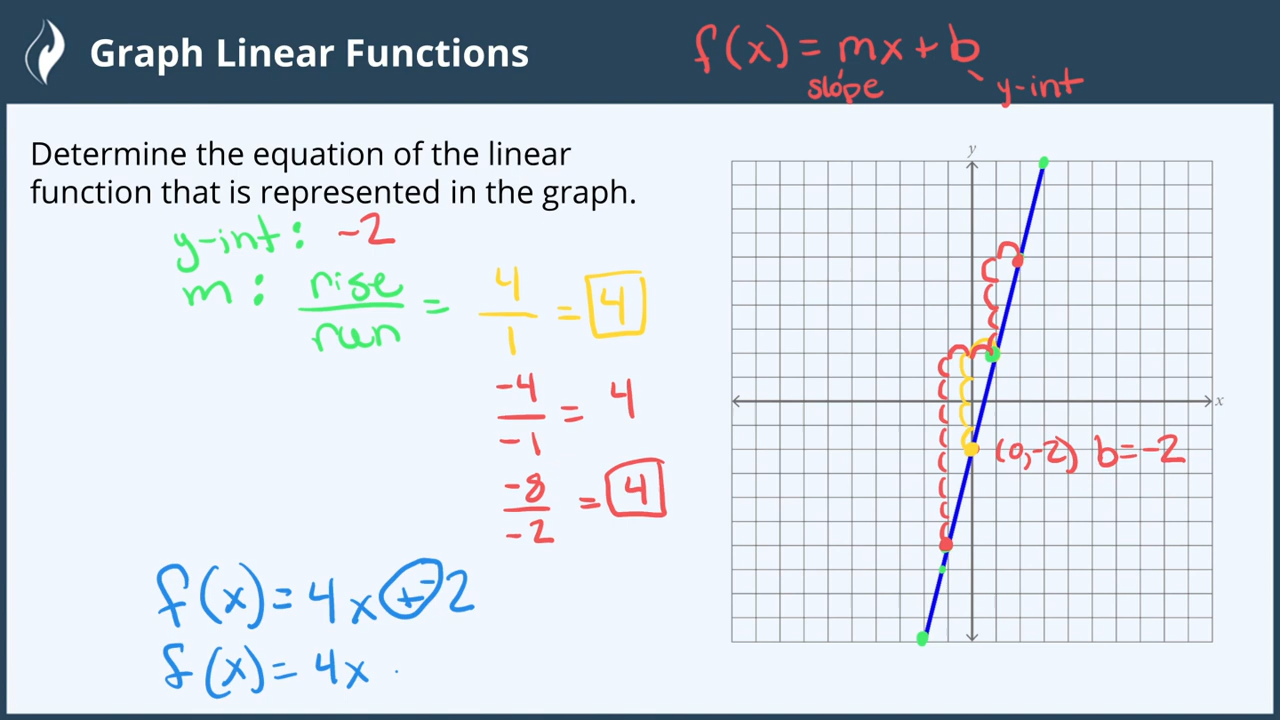 Graph Linear Functions
f(x) = mx + b
slope
y-int
Determine the equation of the linear
function that is represented in the graph.
y-int: -2
m: rise/run = 4/1 = 4
-4/-1 = 4
-8/-2 = 4
f(x) = 4x + -2
f(x) = 4x
y
x
(0,-2) b = -2